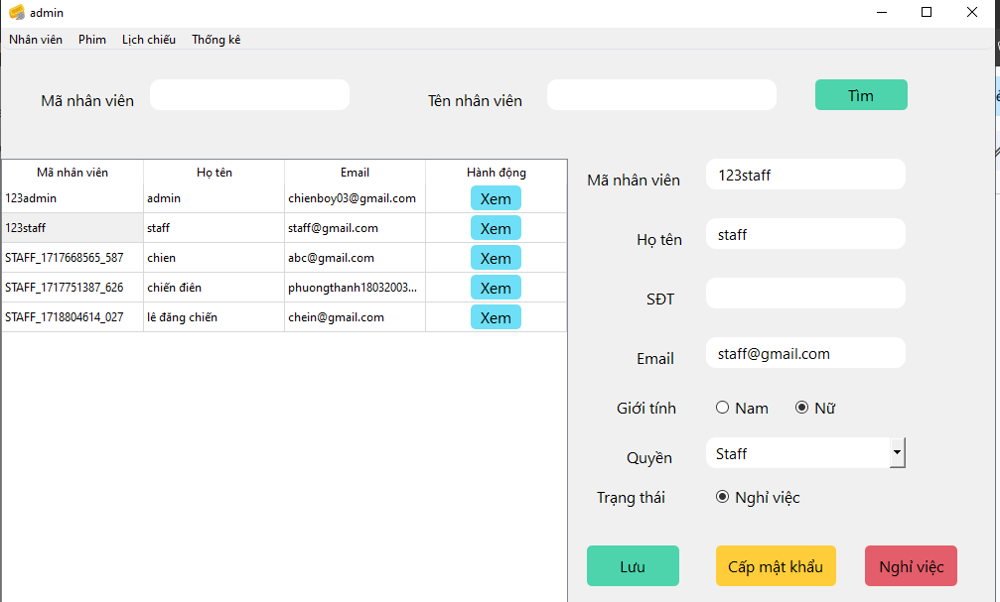 admin
Nhân viên Phim Lịch chiếu Thống kê
Mã nhân viên Tên nhân viên Tìm
Mã nhân viên Họ tên Email Hành động
123admin admin chienboy03@gmail.com Xem
123staff staff staff@gmail.com Xem
STAFF_1717668565_587 chien abc@gmail.com Xem
STAFF_1717751387_626 chiến điên phuongthanh18032003... Xem
STAFF_1718804614_027 lê đăng chiến chein@gmail.com Xem
Mã nhân viên 123staff
Họ tên staff
SĐT
Email staff@gmail.com
Giới tính Nam Nữ
Quyền Staff
Trạng thái Nghỉ việc
Lưu Cấp mật khẩu Nghỉ việc